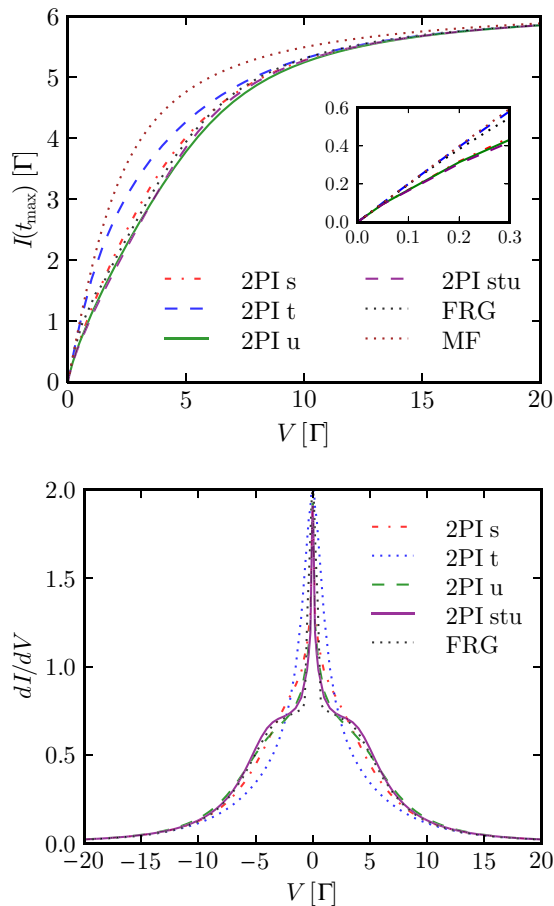 6
5
4
3
2
1
0
I(t_max) [Γ]
0.6
0.4
0.2
0.0
0.0 0.1 0.2 0.3
2PI s
2PI t
2PI u
2PI stu
FRG
MF
0 5 10 15 20
V [Γ]
2.0
1.5
1.0
0.5
0.0
dI/dV
2PI s
2PI t
2PI u
2PI stu
FRG
−20 −15 −10 −5 0 5 10 15 20
V [Γ]